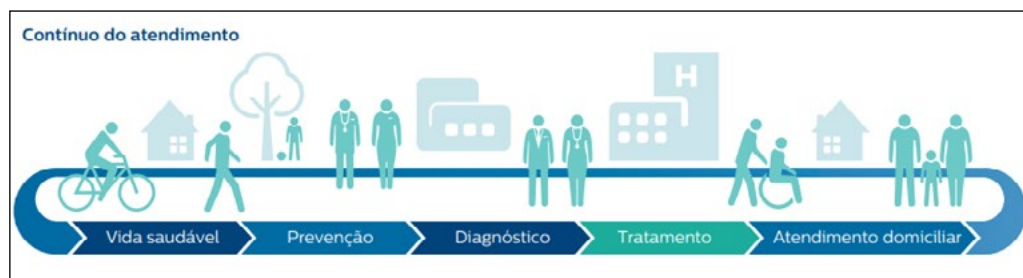 Contínuo do atendimento
H
Vida saudável
Prevenção
Diagnóstico
Tratamento
Atendimento domiciliar